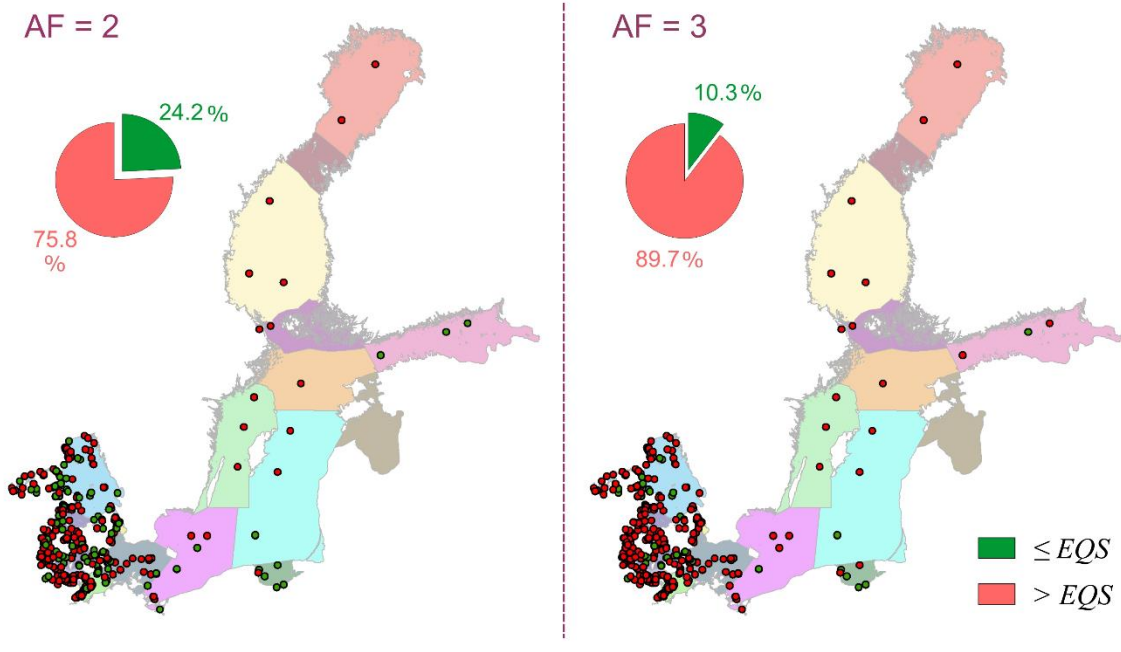 AF = 2
AF = 3
24.2 %
10.3 %
75.8
%
89.7 %
≤ EQS
> EQS